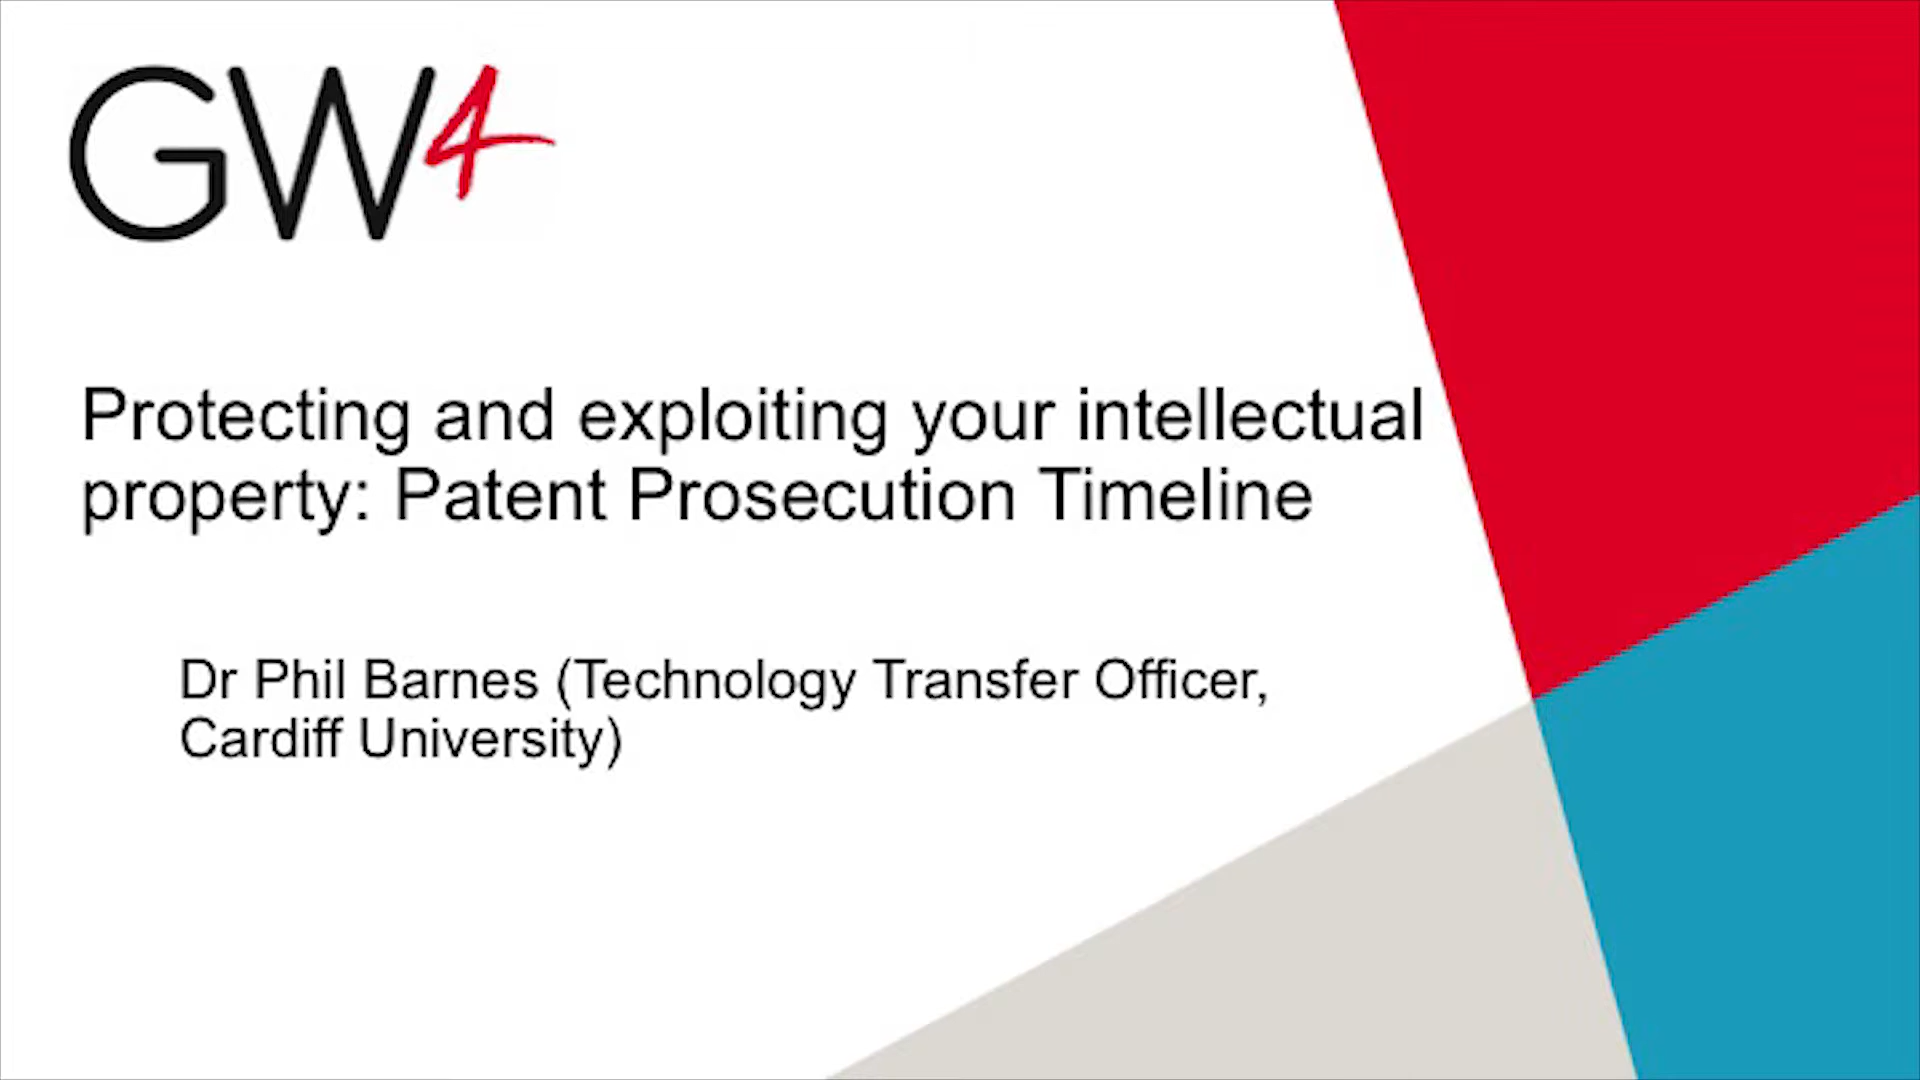 GW4
Protecting and exploiting your intellectual
property: Patent Prosecution Timeline
Dr Phil Barnes (Technology Transfer Officer,
Cardiff University)